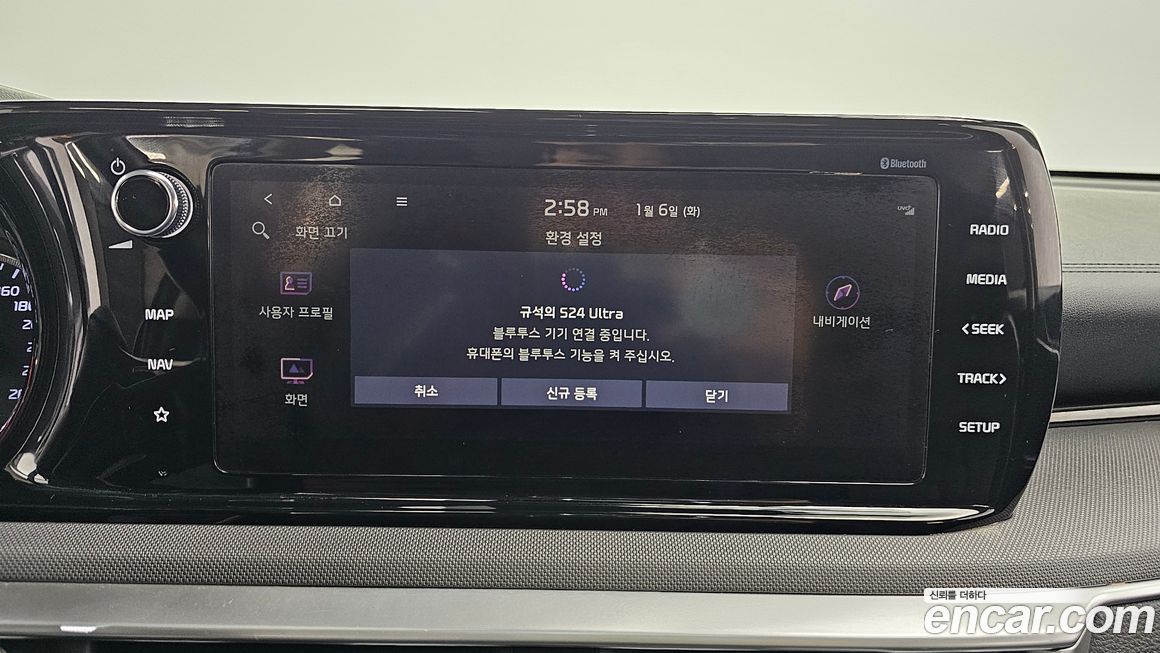 Bluetooth
2:58 PM 1월 6일 (화)
UVO
화면 끄기
환경 설정
RADIO
MEDIA
< SEEK
TRACK >
SETUP
MAP
NAV
사용자 프로필
화면
내비게이션
규석의 S24 Ultra
블루투스 기기 연결 중입니다.
휴대폰의 블루투스 기능을 켜 주십시오.
취소
신규 등록
닫기
180
신뢰를 더하다
encar.com